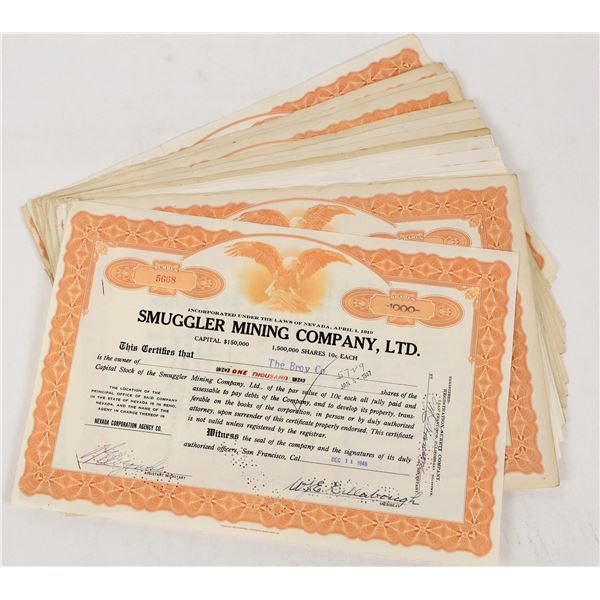 5668
1000
INCORPORATED UNDER THE LAWS OF NEVADA, APRIL 1, 1919
SMUGGLER MINING COMPANY, LTD.
CAPITAL $150,000 1,500,000 SHARES 10c EACH
This Certifies that The Broy Co. 5729
is the owner of ONE THOUSAND shares of the
Capital Stock of the Smuggler Mining Company, Ltd., of the par value of 10c each all fully paid and
assessable to pay debts of the Company and to develop its property, trans-
ferable on the books of the corporation, in person or by duly authorized
attorney, upon surrender of this certificate properly endorsed. This certificate
is not valid unless registered by the registrar.
THE LOCATION OF THE
PRINCIPAL OFFICE OF SAID COMPANY
IN THE STATE OF NEVADA IS IN RENO,
NEVADA, AND THE NAME OF THE
AGENT IN CHARGE THEREOF IS
NEVADA CORPORATION AGENCY CO.
Witness the seal of the company and the signatures of its duly
authorized officers, San Francisco, Cal. DEC 11 1946
ASSISTANT SECRETARY
PRESIDENT